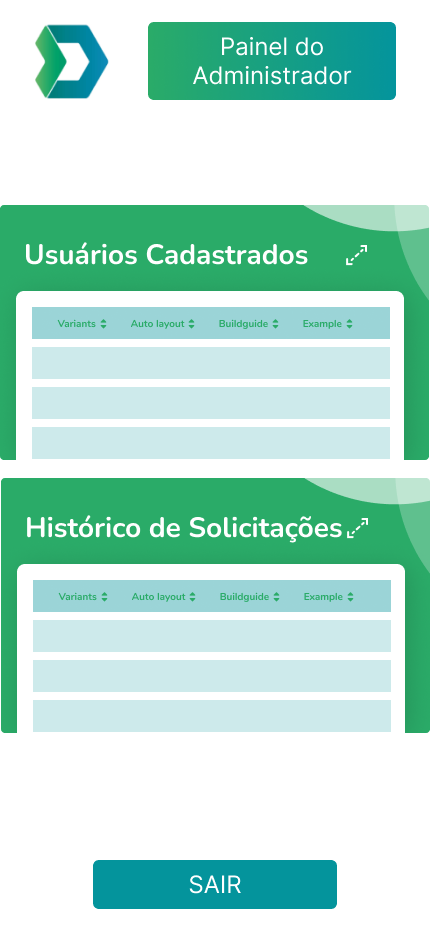 Painel do
Administrador
Usuários Cadastrados
Variants Auto layout Buildguide Example
Histórico de Solicitações
Variants Auto layout Buildguide Example
SAIR